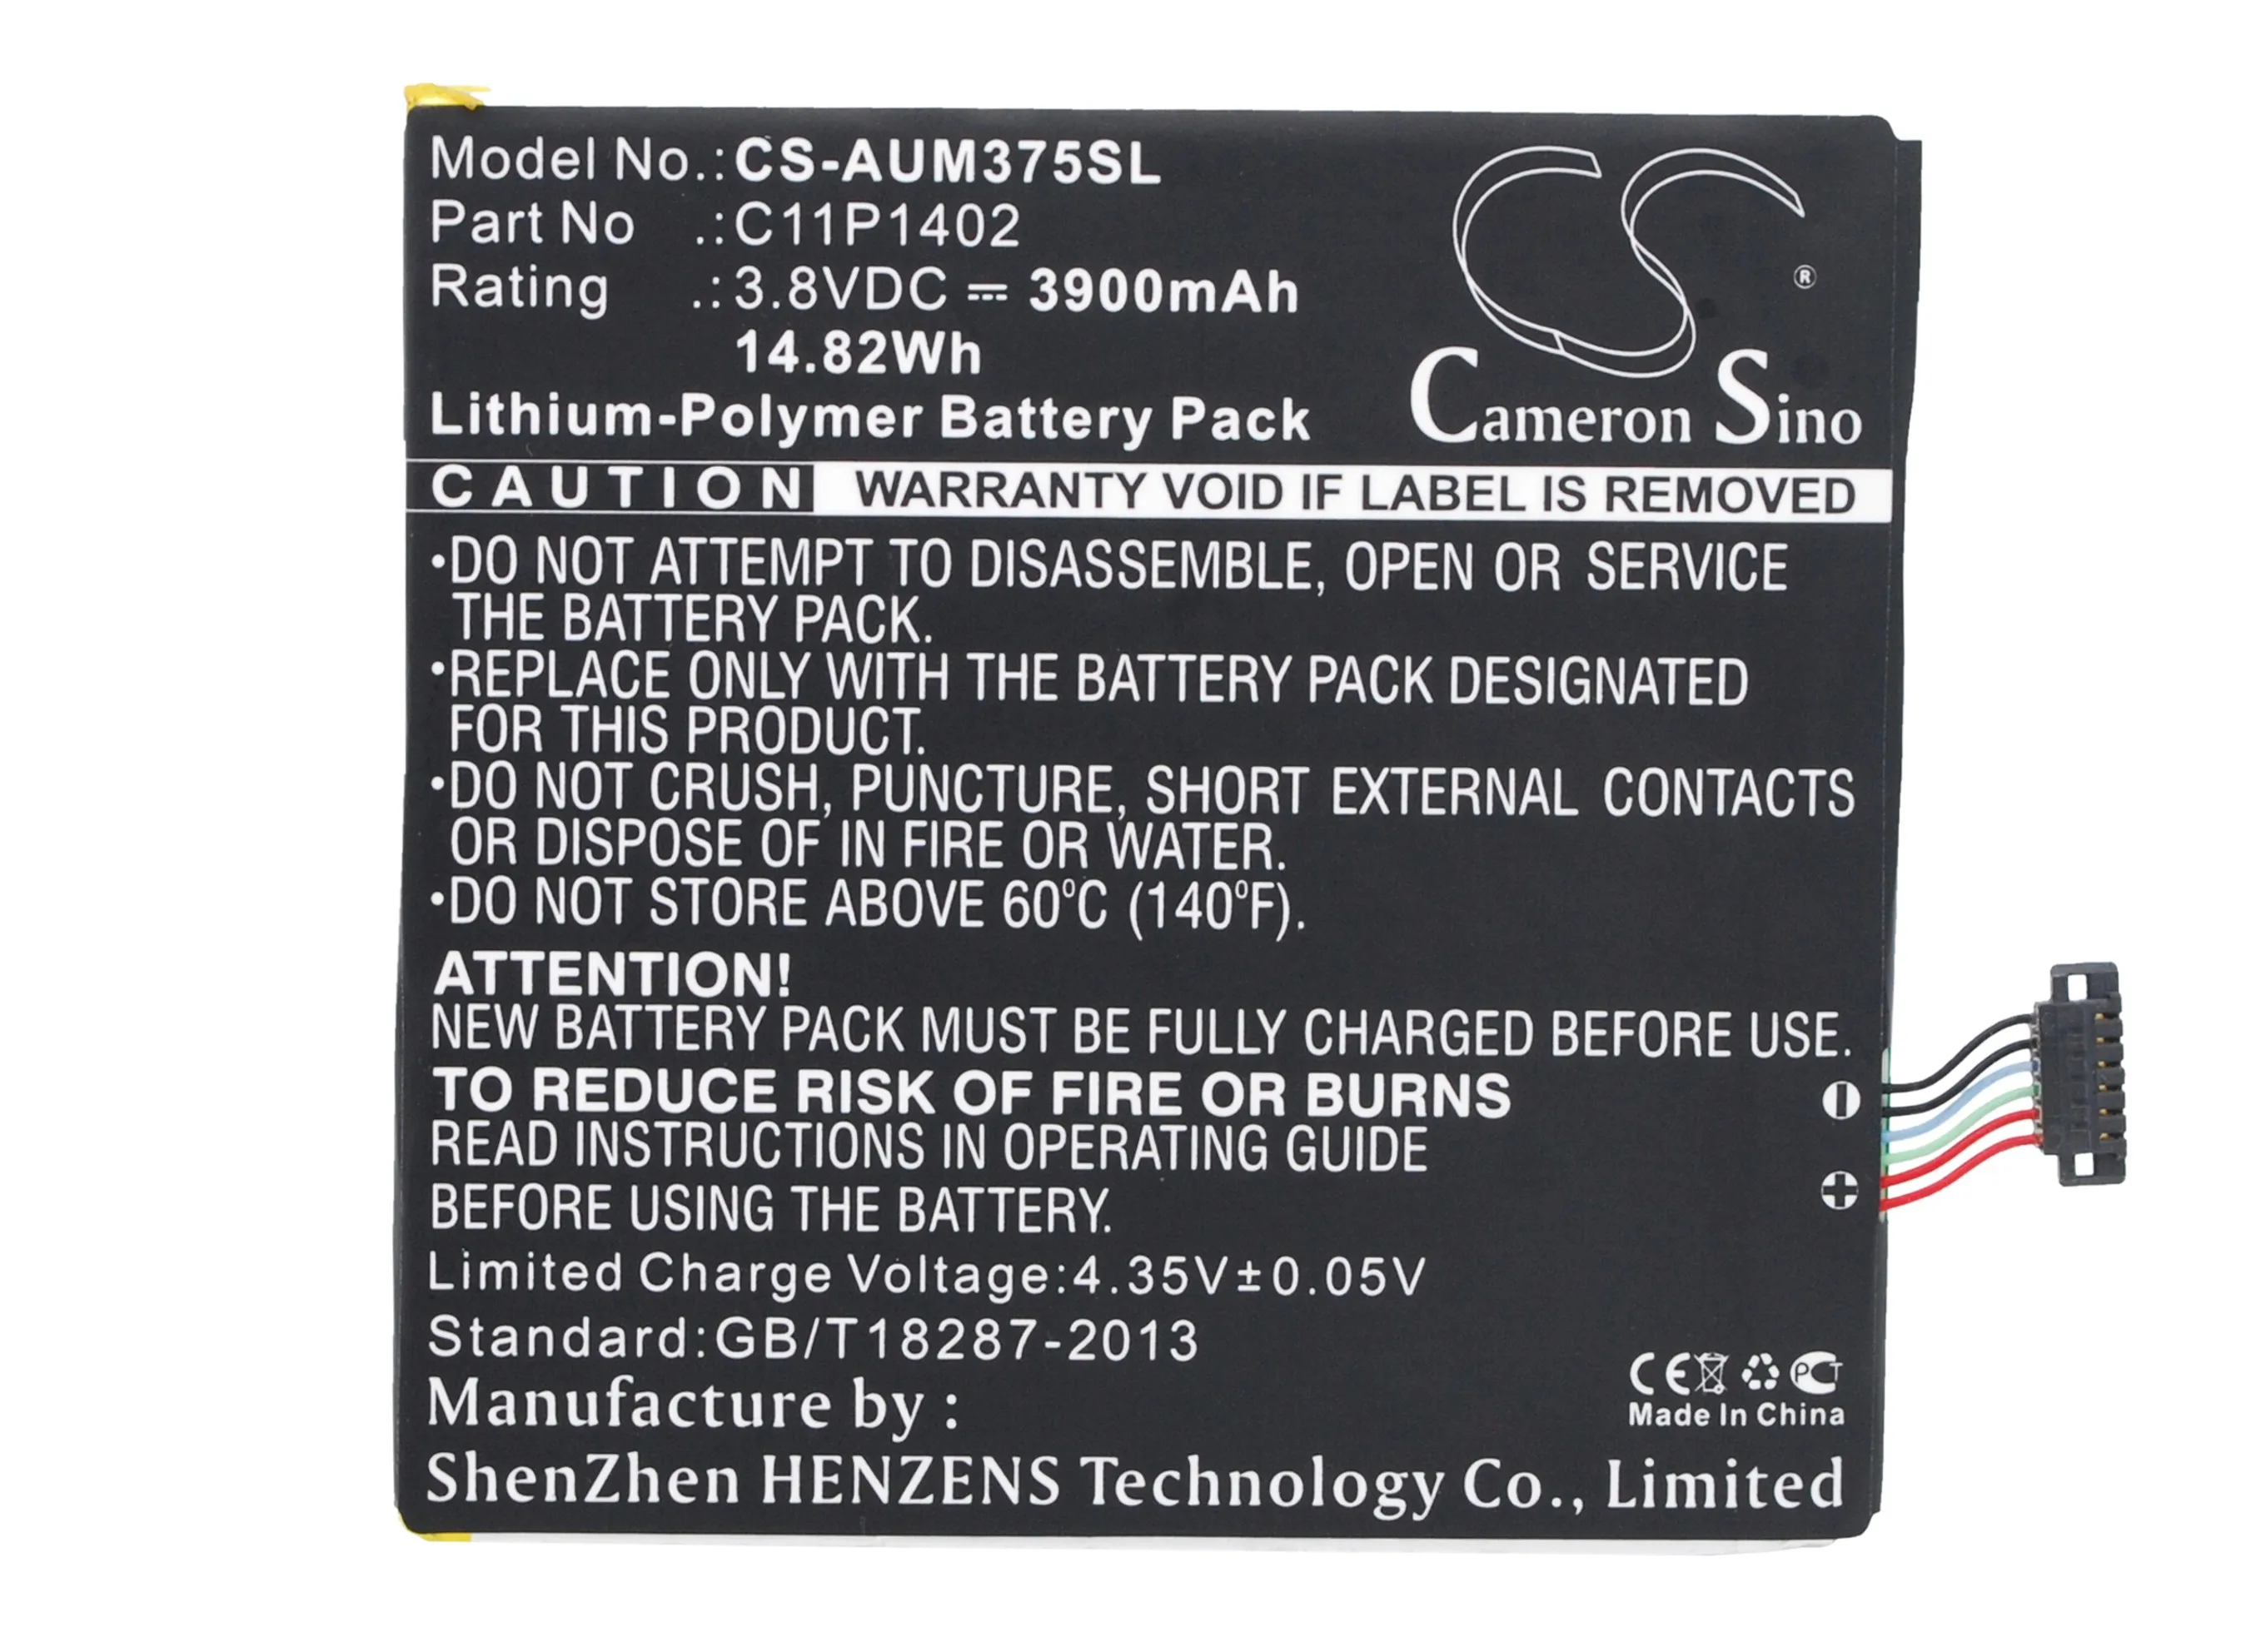 Model No.:CS-AUM375SL
Part No .:C11P1402
Rating .:3.8VDC ⎓ 3900mAh
14.82Wh
Lithium-Polymer Battery Pack
CS
®
Cameron Sino
CAUTION WARRANTY VOID IF LABEL IS REMOVED
•DO NOT ATTEMPT TO DISASSEMBLE, OPEN OR SERVICE
THE BATTERY PACK.
•REPLACE ONLY WITH THE BATTERY PACK DESIGNATED
FOR THIS PRODUCT.
•DO NOT CRUSH, PUNCTURE, SHORT EXTERNAL CONTACTS
OR DISPOSE OF IN FIRE OR WATER.
•DO NOT STORE ABOVE 60°C (140°F).
ATTENTION!
NEW BATTERY PACK MUST BE FULLY CHARGED BEFORE USE.
TO REDUCE RISK OF FIRE OR BURNS
READ INSTRUCTIONS IN OPERATING GUIDE
BEFORE USING THE BATTERY.
Limited Charge Voltage:4.35V±0.05V
Standard:GB/T18287-2013
Manufacture by :
ShenZhen HENZENS Technology Co., Limited
CE PCT
Made In China